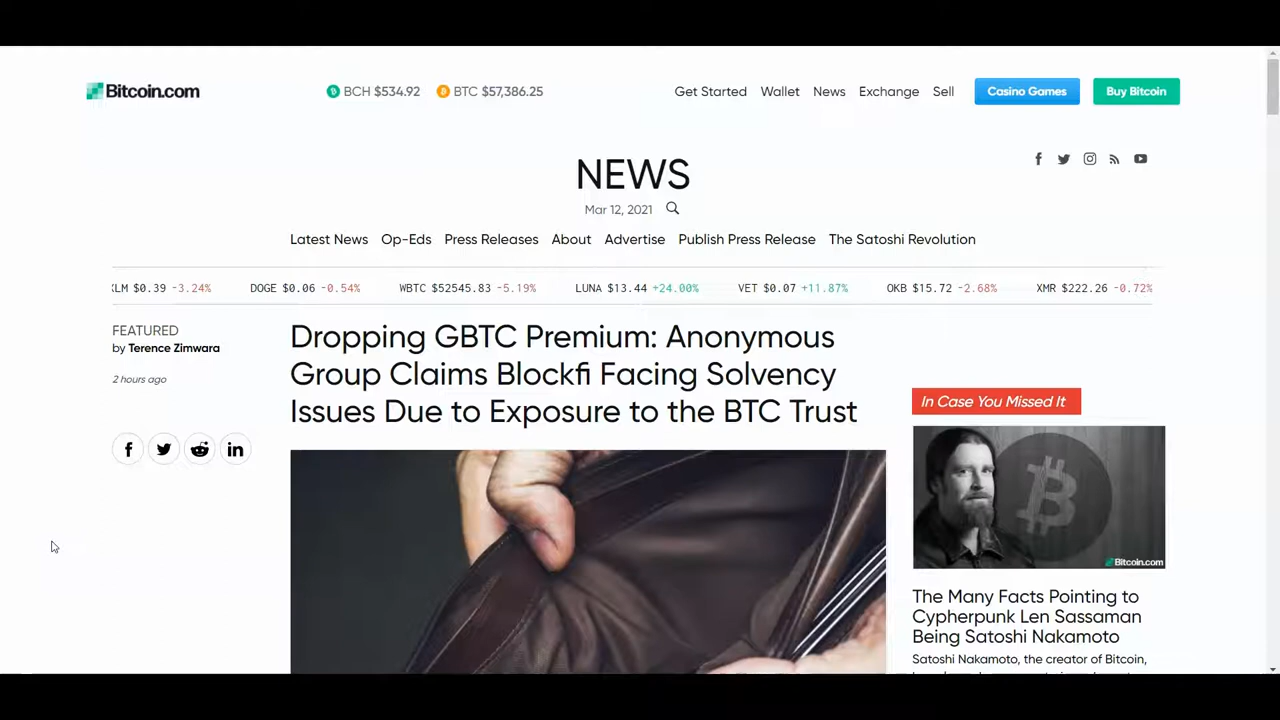 Bitcoin.com
BCH $534.92 BTC $57,386.25
Get Started Wallet News Exchange Sell Casino Games Buy Bitcoin
NEWS
Mar 12, 2021
Latest News Op-Eds Press Releases About Advertise Publish Press Release The Satoshi Revolution
$0.39 -3.24% DOGE $0.06 -0.54% WBTC $52545.83 -5.19% LUNA $13.44 +24.00% VET $0.07 +11.87% OKB $15.72 -2.68% XMR $222.26 -0.72%
FEATURED
by Terence Zimwara
2 hours ago
Dropping GBTC Premium: Anonymous
Group Claims Blockfi Facing Solvency
Issues Due to Exposure to the BTC Trust
In Case You Missed It
Bitcoin.com
The Many Facts Pointing to
Cypherpunk Len Sassaman
Being Satoshi Nakamoto
Satoshi Nakamoto, the creator of Bitcoin,